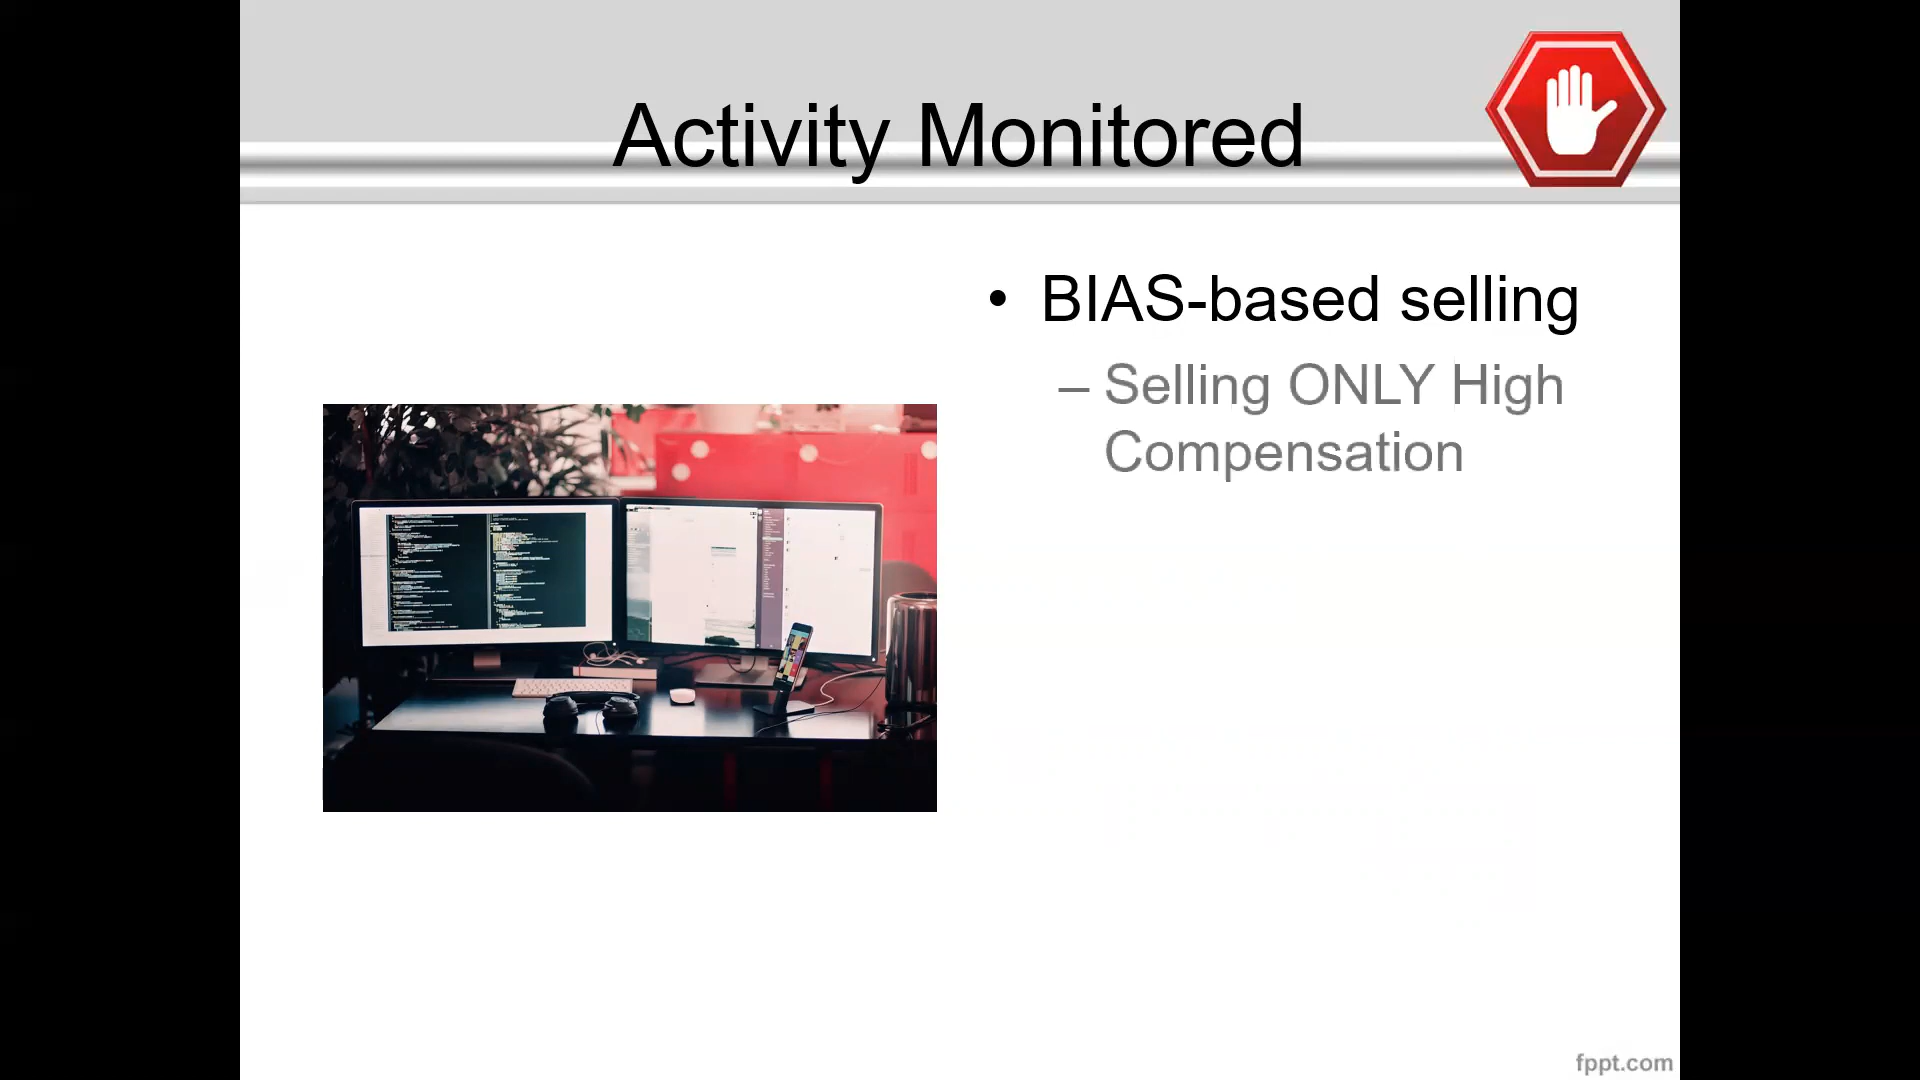 Activity Monitored
• BIAS-based selling
– Selling ONLY High
Compensation
fppt.com